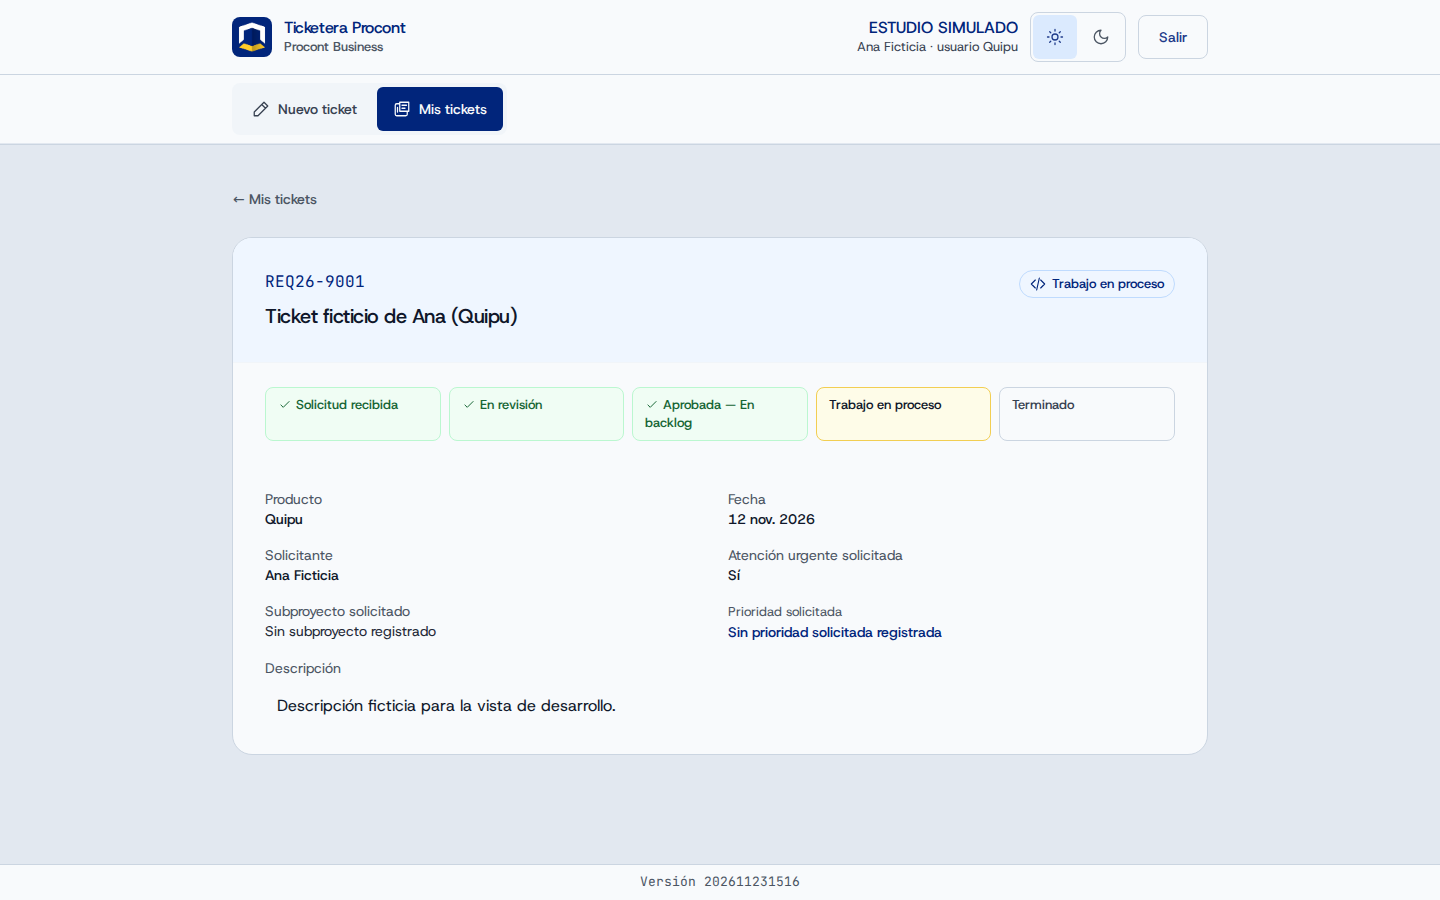 Ticketera Procont
Procont Business
ESTUDIO SIMULADO
Ana Ficticia · usuario Quipu
Salir
Nuevo ticket
Mis tickets
← Mis tickets
REQ26-9001
Ticket ficticio de Ana (Quipu)
Trabajo en proceso
Solicitud recibida
En revisión
Aprobada — En
backlog
Trabajo en proceso
Terminado
Producto
Quipu
Fecha
12 nov. 2026
Solicitante
Ana Ficticia
Atención urgente solicitada
Sí
Subproyecto solicitado
Sin subproyecto registrado
Prioridad solicitada
Sin prioridad solicitada registrada
Descripción
Descripción ficticia para la vista de desarrollo.
Versión 202611231516